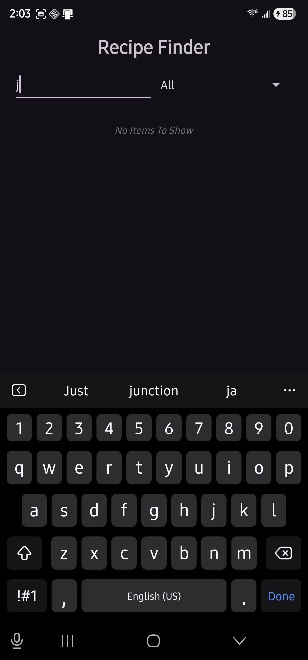 2:03 85
Recipe Finder
j All
No Items To Show
Just junction ja ...
1 2 3 4 5 6 7 8 9 0
q w e r t y u i o p
a s d f g h j k l
z x c v b n m
!#1 , English (US) . Done